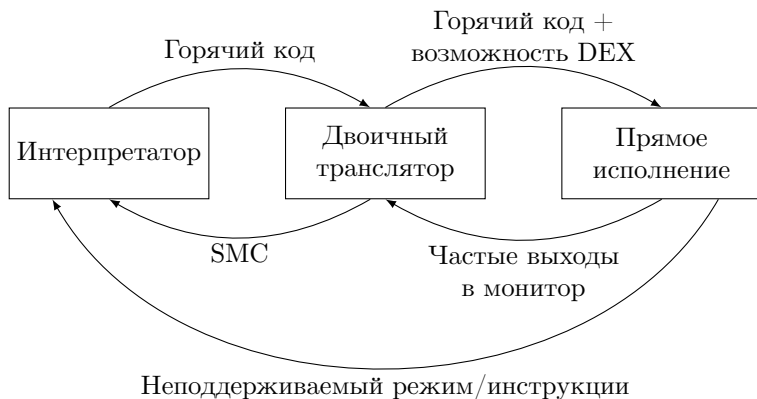 Горячий код
Горячий код +
возможность DEX
Интерпретатор
Двоичный
транслятор
Прямое
исполнение
SMC
Частые выходы
в монитор
Неподдерживаемый режим/инструкции